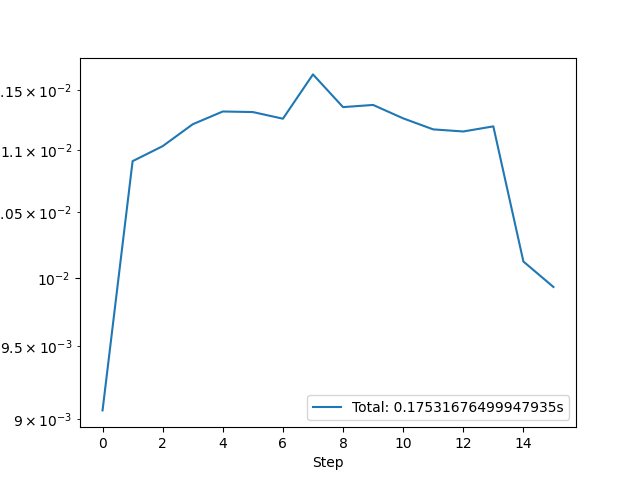 .15 × 10⁻²
1.1 × 10⁻²
.05 × 10⁻²
10⁻²
9.5 × 10⁻³
9 × 10⁻³
Total: 0.17531676499947935s
0 2 4 6 8 10 12 14
Step